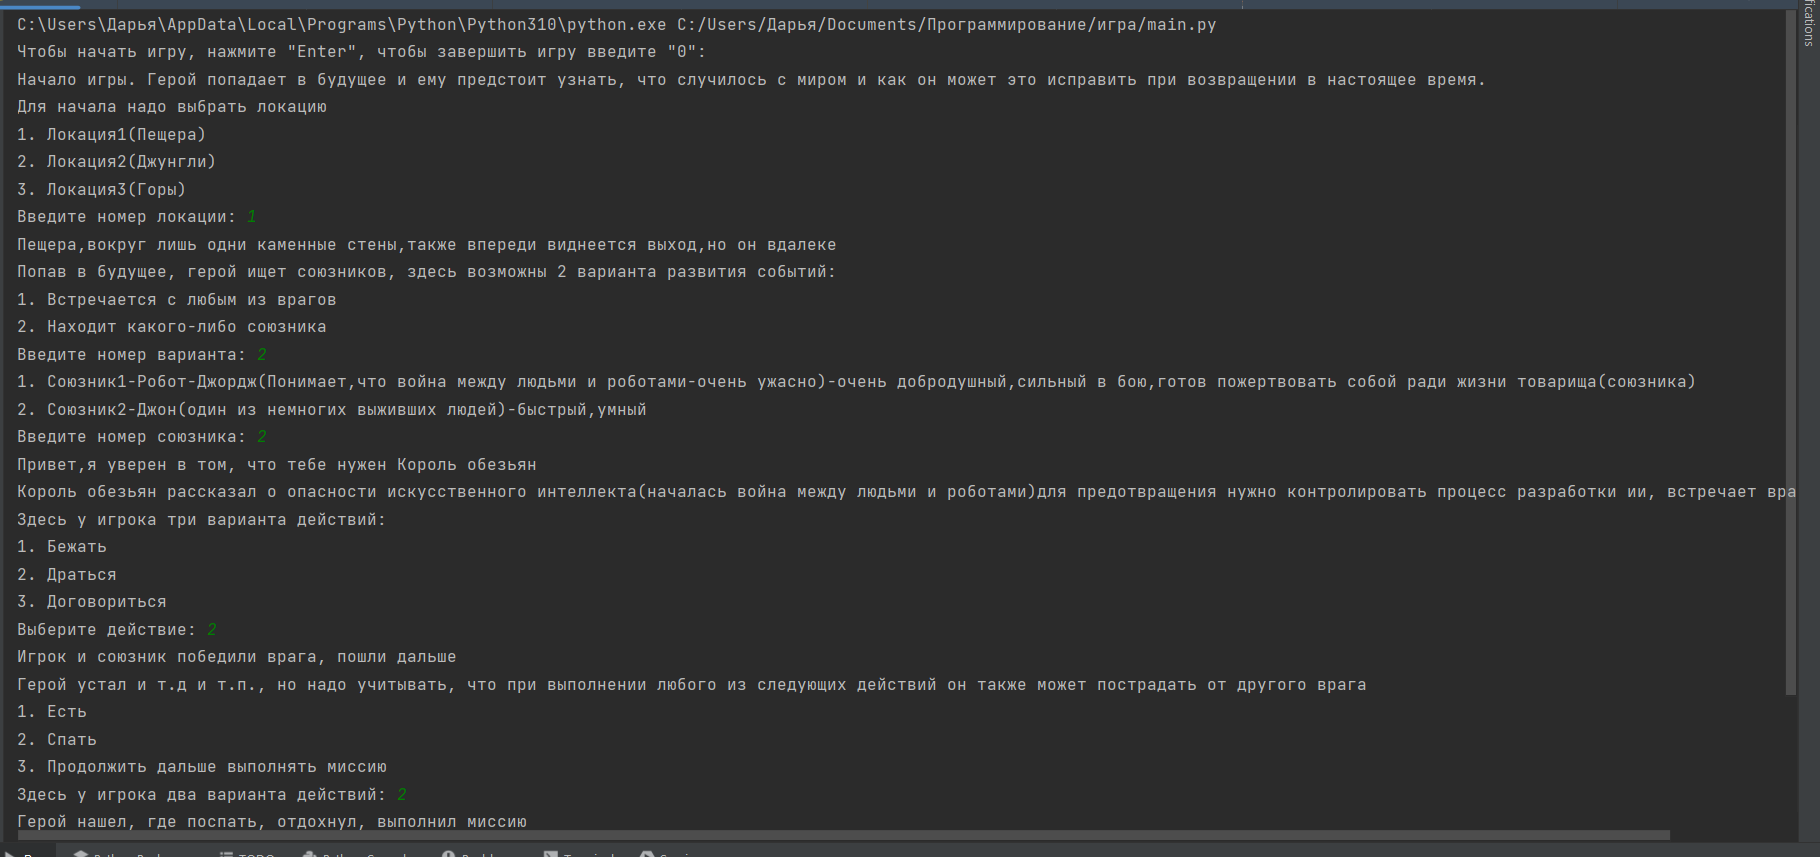 C:\Users\Дарья\AppData\Local\Programs\Python\Python310\python.exe C:/Users/Дарья/Documents/Программирование/игра/main.py
Чтобы начать игру, нажмите "Enter", чтобы завершить игру введите "0":
Начало игры. Герой попадает в будущее и ему предстоит узнать, что случилось с миром и как он может это исправить при возвращении в настоящее время.
Для начала надо выбрать локацию
1. Локация1(Пещера)
2. Локация2(Джунгли)
3. Локация3(Горы)
Введите номер локации: 1
Пещера,вокруг лишь одни каменные стены,также впереди виднеется выход,но он вдалеке
Попав в будущее, герой ищет союзников, здесь возможны 2 варианта развития событий:
1. Встречается с любым из врагов
2. Находит какого-либо союзника
Введите номер варианта: 2
1. Союзник1-Робот-Джордж(Понимает,что война между людьми и роботами-очень ужасно)-очень добродушный,сильный в бою,готов пожертвовать собой ради жизни товарища(союзника)
2. Союзник2-Джон(один из немногих выживших людей)-быстрый,умный
Введите номер союзника: 2
Привет,я уверен в том, что тебе нужен Король обезьян
Король обезьян рассказал о опасности искусственного интеллекта(началась война между людьми и роботами)для предотвращения нужно контролировать процесс разработки ии, встречает вра
Здесь у игрока три варианта действий:
1. Бежать
2. Драться
3. Договориться
Выберите действие: 2
Игрок и союзник победили врага, пошли дальше
Герой устал и т.д и т.п., но надо учитывать, что при выполнении любого из следующих действий он также может пострадать от другого врага
1. Есть
2. Спать
3. Продолжить дальше выполнять миссию
Здесь у игрока два варианта действий: 2
Герой нашел, где поспать, отдохнул, выполнил миссию